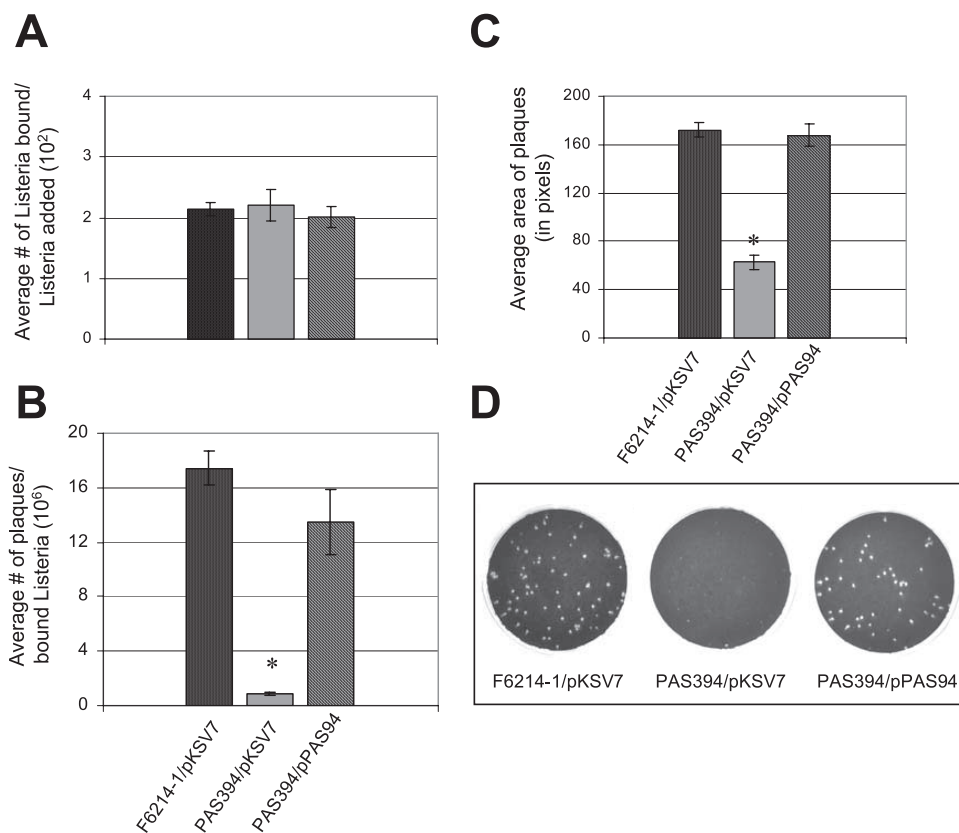 A
Average # of Listeria bound/
Listeria added (10²)
4
3
2
1
0
B
Average # of plaques/
bound Listeria (10⁶)
20
16
12
8
4
0
*
F6214-1/pKSV7
PAS394/pKSV7
PAS394/pPAS94
C
Average area of plaques
(in pixels)
200
160
120
80
40
0
*
F6214-1/pKSV7
PAS394/pKSV7
PAS394/pPAS94
D
F6214-1/pKSV7
PAS394/pKSV7
PAS394/pPAS94